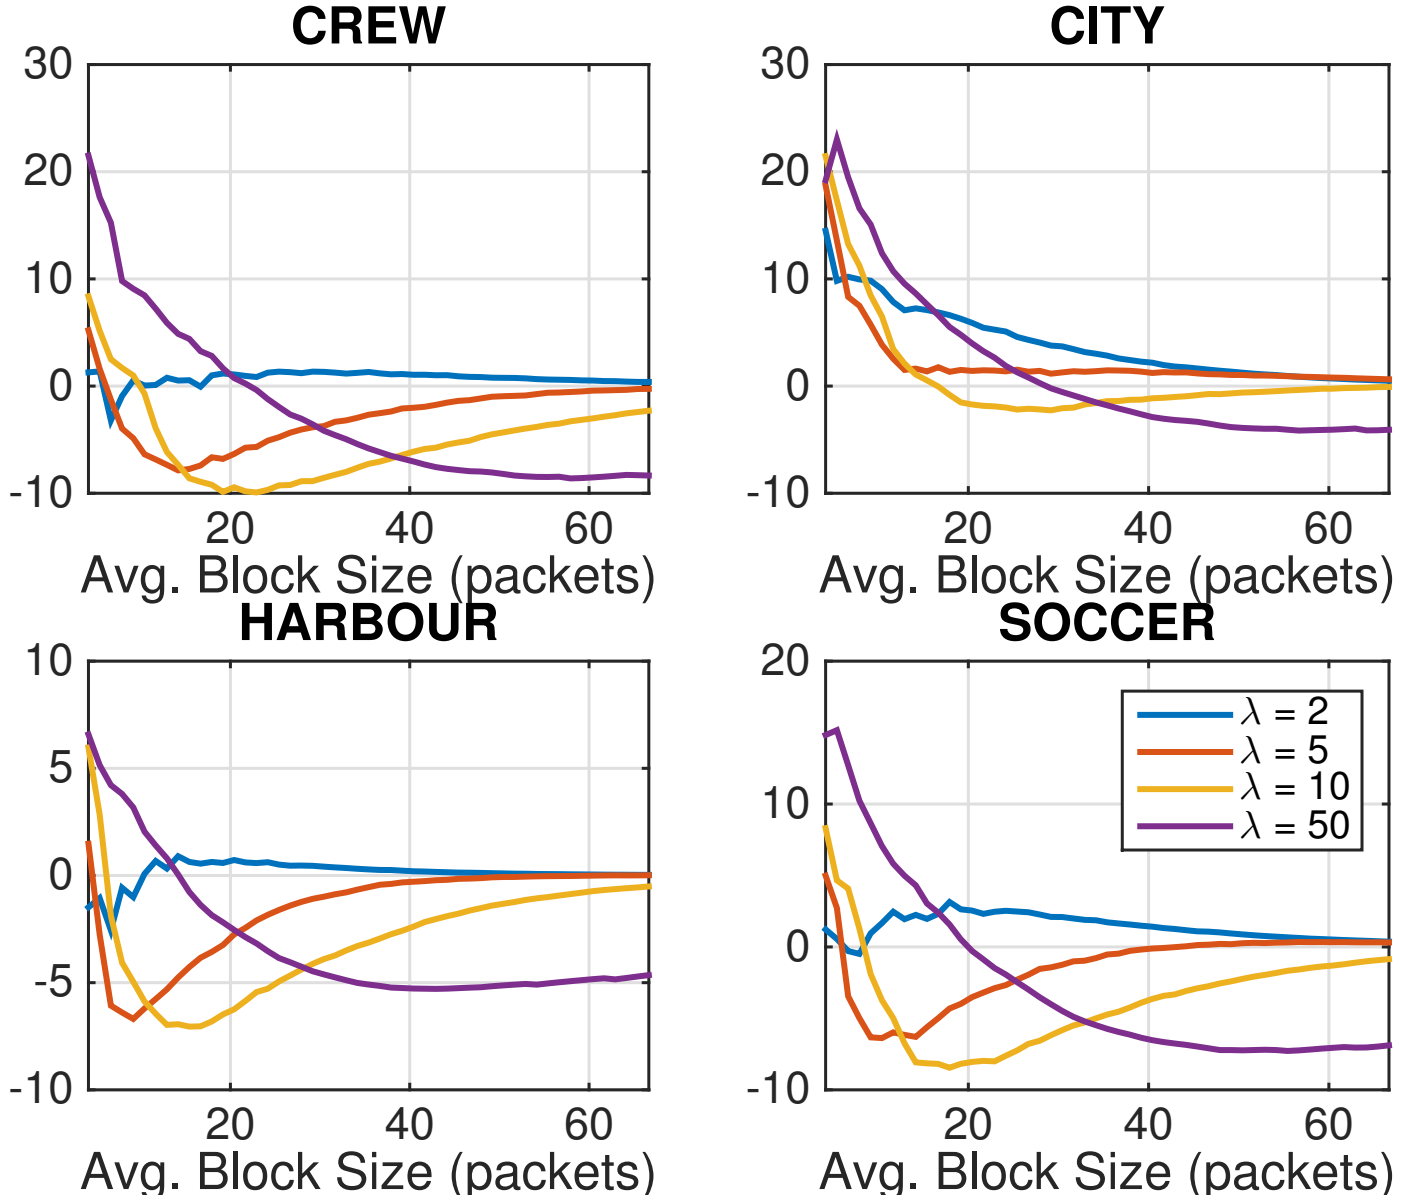 CREW
30
20
10
0
-10
20 40 60
Avg. Block Size (packets)
CITY
30
20
10
0
-10
20 40 60
Avg. Block Size (packets)
HARBOUR
10
5
0
-5
-10
20 40 60
Avg. Block Size (packets)
SOCCER
20
10
0
-10
λ = 2
λ = 5
λ = 10
λ = 50
20 40 60
Avg. Block Size (packets)